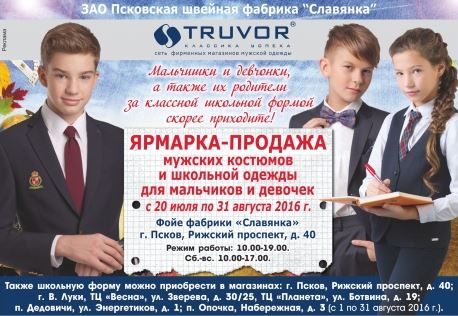 ЗАО Псковская швейная фабрика "Славянка"
Реклама
TRUVOR®
КЛАССИКА УСПЕХА
сеть фирменных магазинов мужской одежды
Мальчишки и девчонки,
а также их родители
за классной школьной формой
скорее приходите!
ЯРМАРКА-ПРОДАЖА
мужских костюмов
и школьной одежды
для мальчиков и девочек
с 20 июля по 31 августа 2016 г.
Фойе фабрики «Славянка»
г. Псков, Рижский проспект, д. 40
Режим работы: 10.00-19.00.
Сб.-вс. 10.00-17.00.
Также школьную форму можно приобрести в магазинах: г. Псков, Рижский проспект, д. 40;
г. В. Луки, ТЦ «Весна», ул. Зверева, д. 30/25, ТЦ «Планета», ул. Ботвина, д. 19;
п. Дедовичи, ул. Энергетиков, д. 1; п. Опочка, Набережная, д. 3 (с 1 по 31 августа 2016 г.).